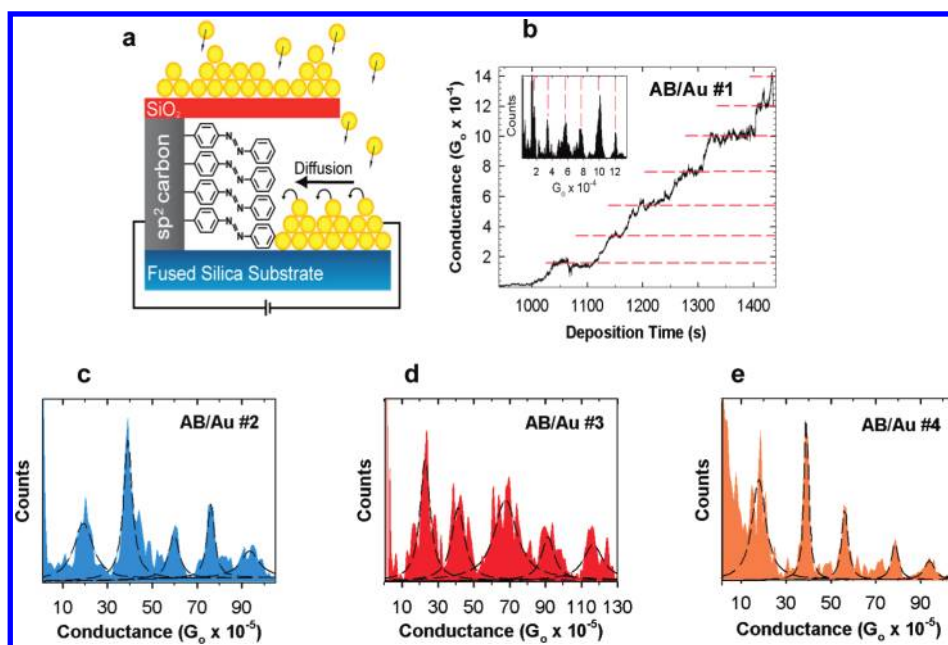 a
SiO₂
sp² carbon
N
N
N
N
N
N
N
N
Diffusion
Fused Silica Substrate
b
AB/Au #1
Conductance (Gₒ x 10⁻⁴)
14
12
10
8
6
4
2
1000 1100 1200 1300 1400
Deposition Time (s)
Counts
2 4 6 8 10 12
Gₒ x 10⁻⁴
c
AB/Au #2
Counts
10 30 50 70 90
Conductance (Gₒ x 10⁻⁵)
d
AB/Au #3
Counts
10 30 50 70 90 110 130
Conductance (Gₒ x 10⁻⁵)
e
AB/Au #4
Counts
10 30 50 70 90
Conductance (Gₒ x 10⁻⁵)